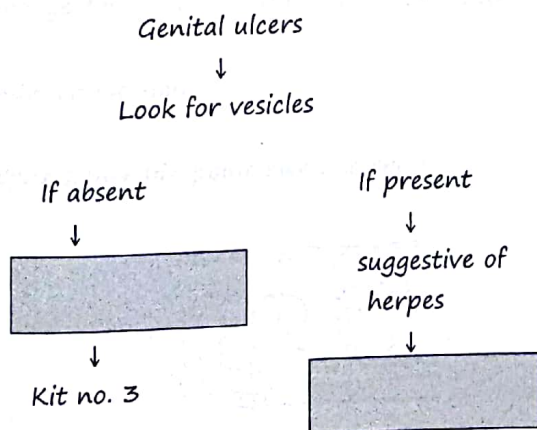 Genital ulcers
↓
Look for vesicles
If absent
↓
Kit no. 3
↓
If present
↓
suggestive of
herpes
↓